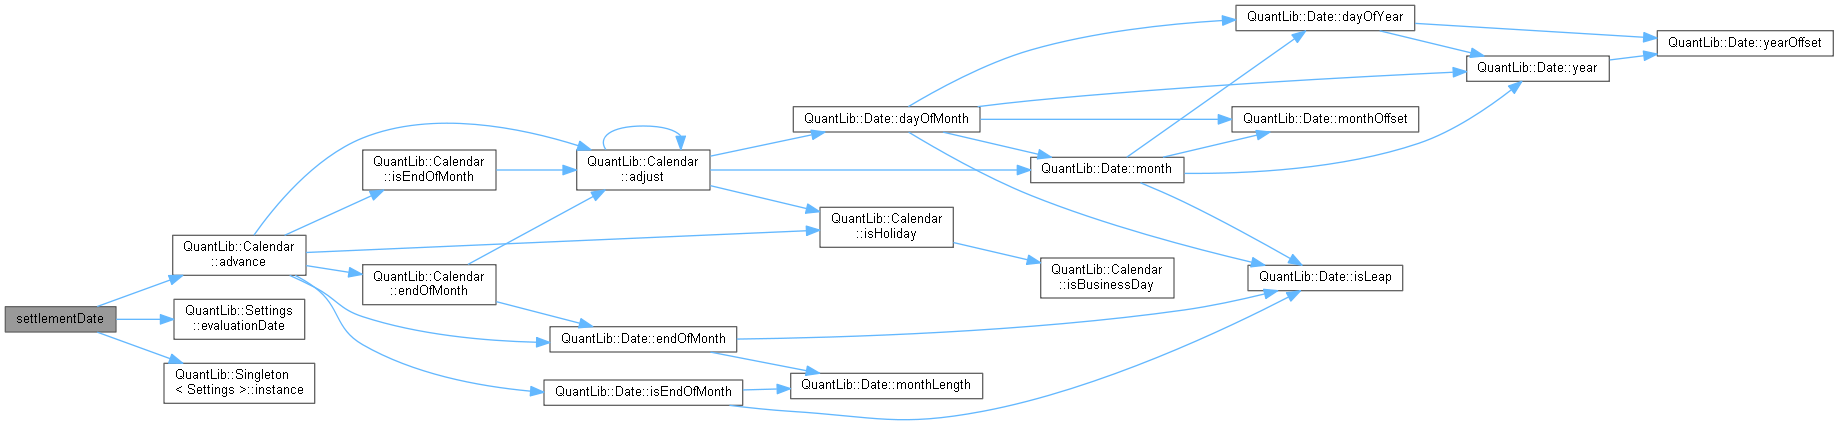 settlementDate
QuantLib::Calendar
::advance
QuantLib::Settings
::evaluationDate
QuantLib::Singleton
< Settings >::instance
QuantLib::Calendar
::isEndOfMonth
QuantLib::Calendar
::endOfMonth
QuantLib::Calendar
::adjust
QuantLib::Date::endOfMonth
QuantLib::Date::isEndOfMonth
QuantLib::Date::dayOfMonth
QuantLib::Calendar
::isHoliday
QuantLib::Date::monthLength
QuantLib::Date::month
QuantLib::Calendar
::isBusinessDay
QuantLib::Date::dayOfYear
QuantLib::Date::monthOffset
QuantLib::Date::isLeap
QuantLib::Date::year
QuantLib::Date::yearOffset